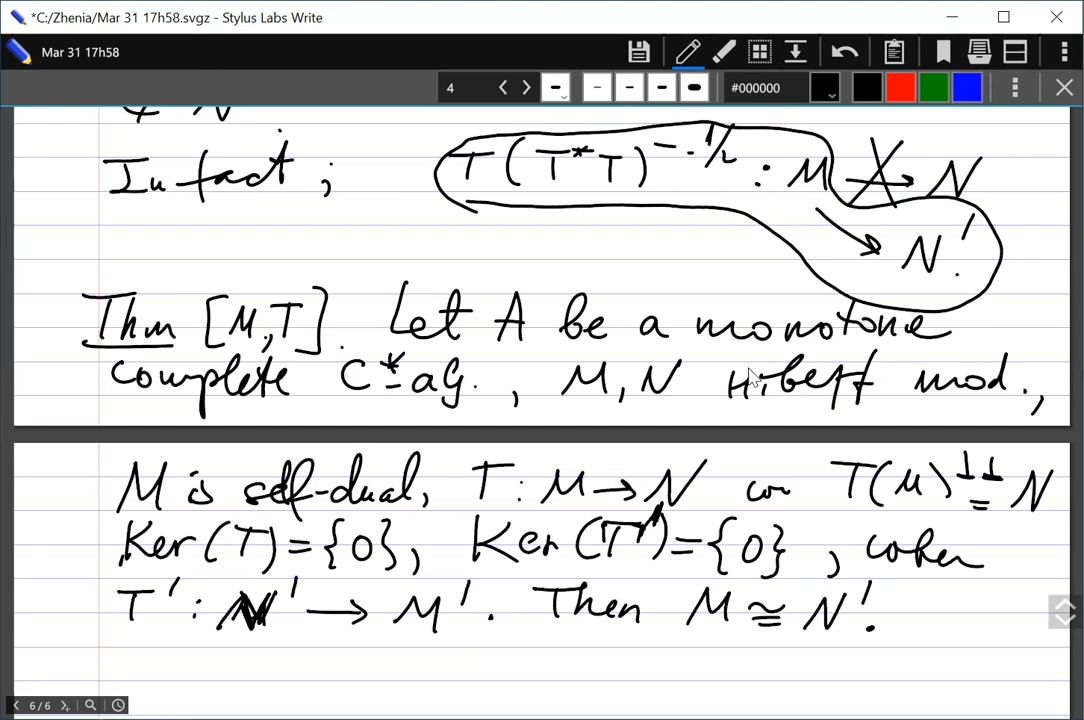 *C:/Zhenia/Mar 31 17h58.svgz - Stylus Labs Write
Mar 31 17h58
4
#000000
In fact; T(T*T)^{-1/2} : M → N
→ N'.
Thm [M,T]. Let A be a monotone
complete C*-alg., M, N Hilbert mod.,
M is self-dual, T : M → N T(M)^{⊥⊥} = N
Ker(T) = {0}, Ker(T') = {0},
T' : N' → M'. Then M ≅ N'.
6/6